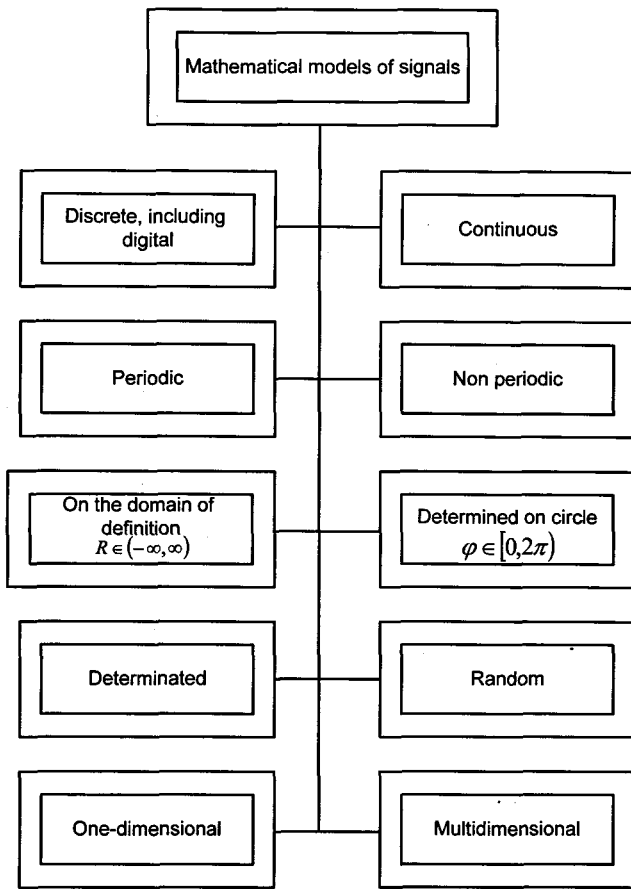 Mathematical models of signals
Discrete, including
digital
Continuous
Periodic
Non periodic
On the domain of
definition
R ∈ (−∞, ∞)
Determined on circle
φ ∈ [0,2π)
Determinated
Random
One-dimensional
Multidimensional